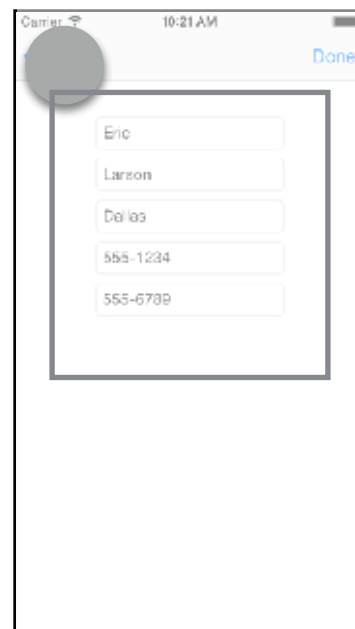 Carrier 10:21 AM
Done
Eric
Larson
Dallas
555-1234
555-6789